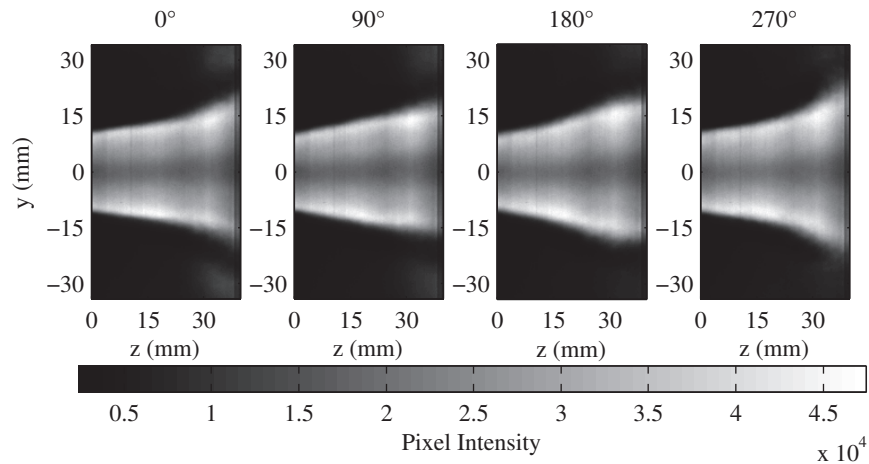 0° 90° 180° 270°
y (mm)
30 30 30 30
15 15 15 15
0 0 0 0
−15 −15 −15 −15
−30 −30 −30 −30
0 15 30 0 15 30 0 15 30 0 15 30
z (mm) z (mm) z (mm) z (mm)
0.5 1 1.5 2 2.5 3 3.5 4 4.5
Pixel Intensity
x 10⁴